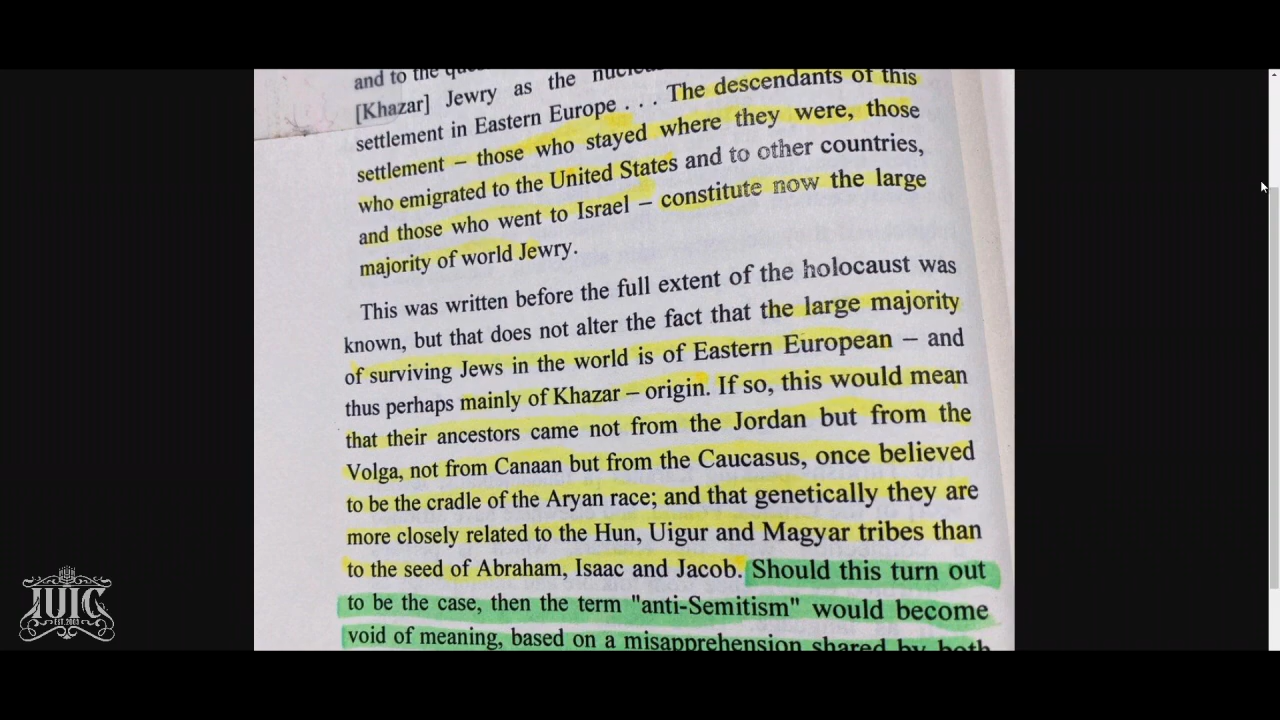 and to the
[Khazar] Jewry as the
settlement in Eastern Europe . . . The descendants of this
settlement – those who stayed where they were, those
who emigrated to the United States and to other countries,
and those who went to Israel – constitute now the large
majority of world Jewry.
This was written before the full extent of the holocaust was
known, but that does not alter the fact that the large majority
of surviving Jews in the world is of Eastern European – and
thus perhaps mainly of Khazar – origin. If so, this would mean
that their ancestors came not from the Jordan but from the
Volga, not from Canaan but from the Caucasus, once believed
to be the cradle of the Aryan race; and that genetically they are
more closely related to the Hun, Uigur and Magyar tribes than
to the seed of Abraham, Isaac and Jacob. Should this turn out
to be the case, then the term "anti-Semitism" would become
void of meaning, based on a misapprehension shared by both
IUIC
EST. 2003